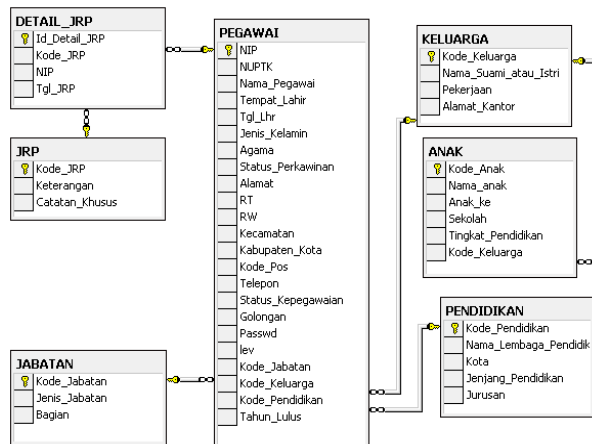 DETAIL_JRP
Id_Detail_JRP
Kode_JRP
NIP
Tgl_JRP
JRP
Kode_JRP
Keterangan
Catatan_Khusus
JABATAN
Kode_Jabatan
Jenis_Jabatan
Bagian
PEGAWAI
NIP
NUPTK
Nama_Pegawai
Tempat_Lahir
Tgl_Lhr
Jenis_Kelamin
Agama
Status_Perkawinan
Alamat
RT
RW
Kecamatan
Kabupaten_Kota
Kode_Pos
Telepon
Status_Kepegawaian
Golongan
Passwd
lev
Kode_Jabatan
Kode_Keluarga
Kode_Pendidikan
Tahun_Lulus
KELUARGA
Kode_Keluarga
Nama_Suami_atau_Istri
Pekerjaan
Alamat_Kantor
ANAK
Kode_Anak
Nama_anak
Anak_ke
Sekolah
Tingkat_Pendidikan
Kode_Keluarga
PENDIDIKAN
Kode_Pendidikan
Nama_Lembaga_Pendidik
Kota
Jenjang_Pendidikan
Jurusan